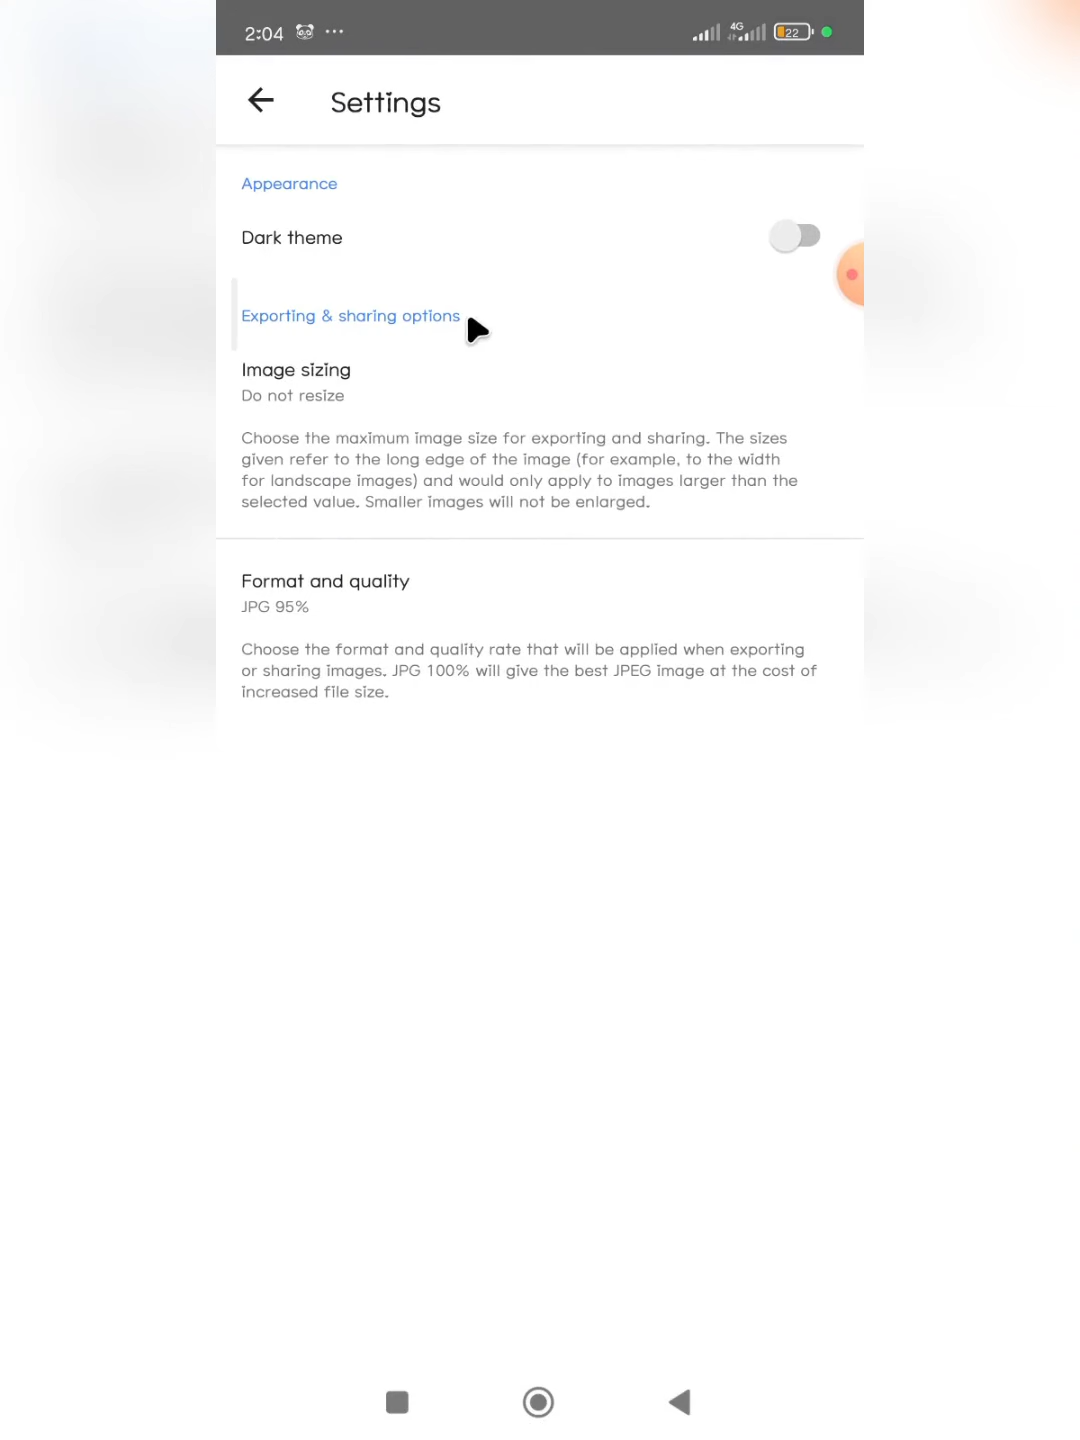 2:04 ... 4G 22
Settings
Appearance
Dark theme
Exporting & sharing options
Image sizing
Do not resize
Choose the maximum image size for exporting and sharing. The sizes
given refer to the long edge of the image (for example, to the width
for landscape images) and would only apply to images larger than the
selected value. Smaller images will not be enlarged.
Format and quality
JPG 95%
Choose the format and quality rate that will be applied when exporting
or sharing images. JPG 100% will give the best JPEG image at the cost of
increased file size.